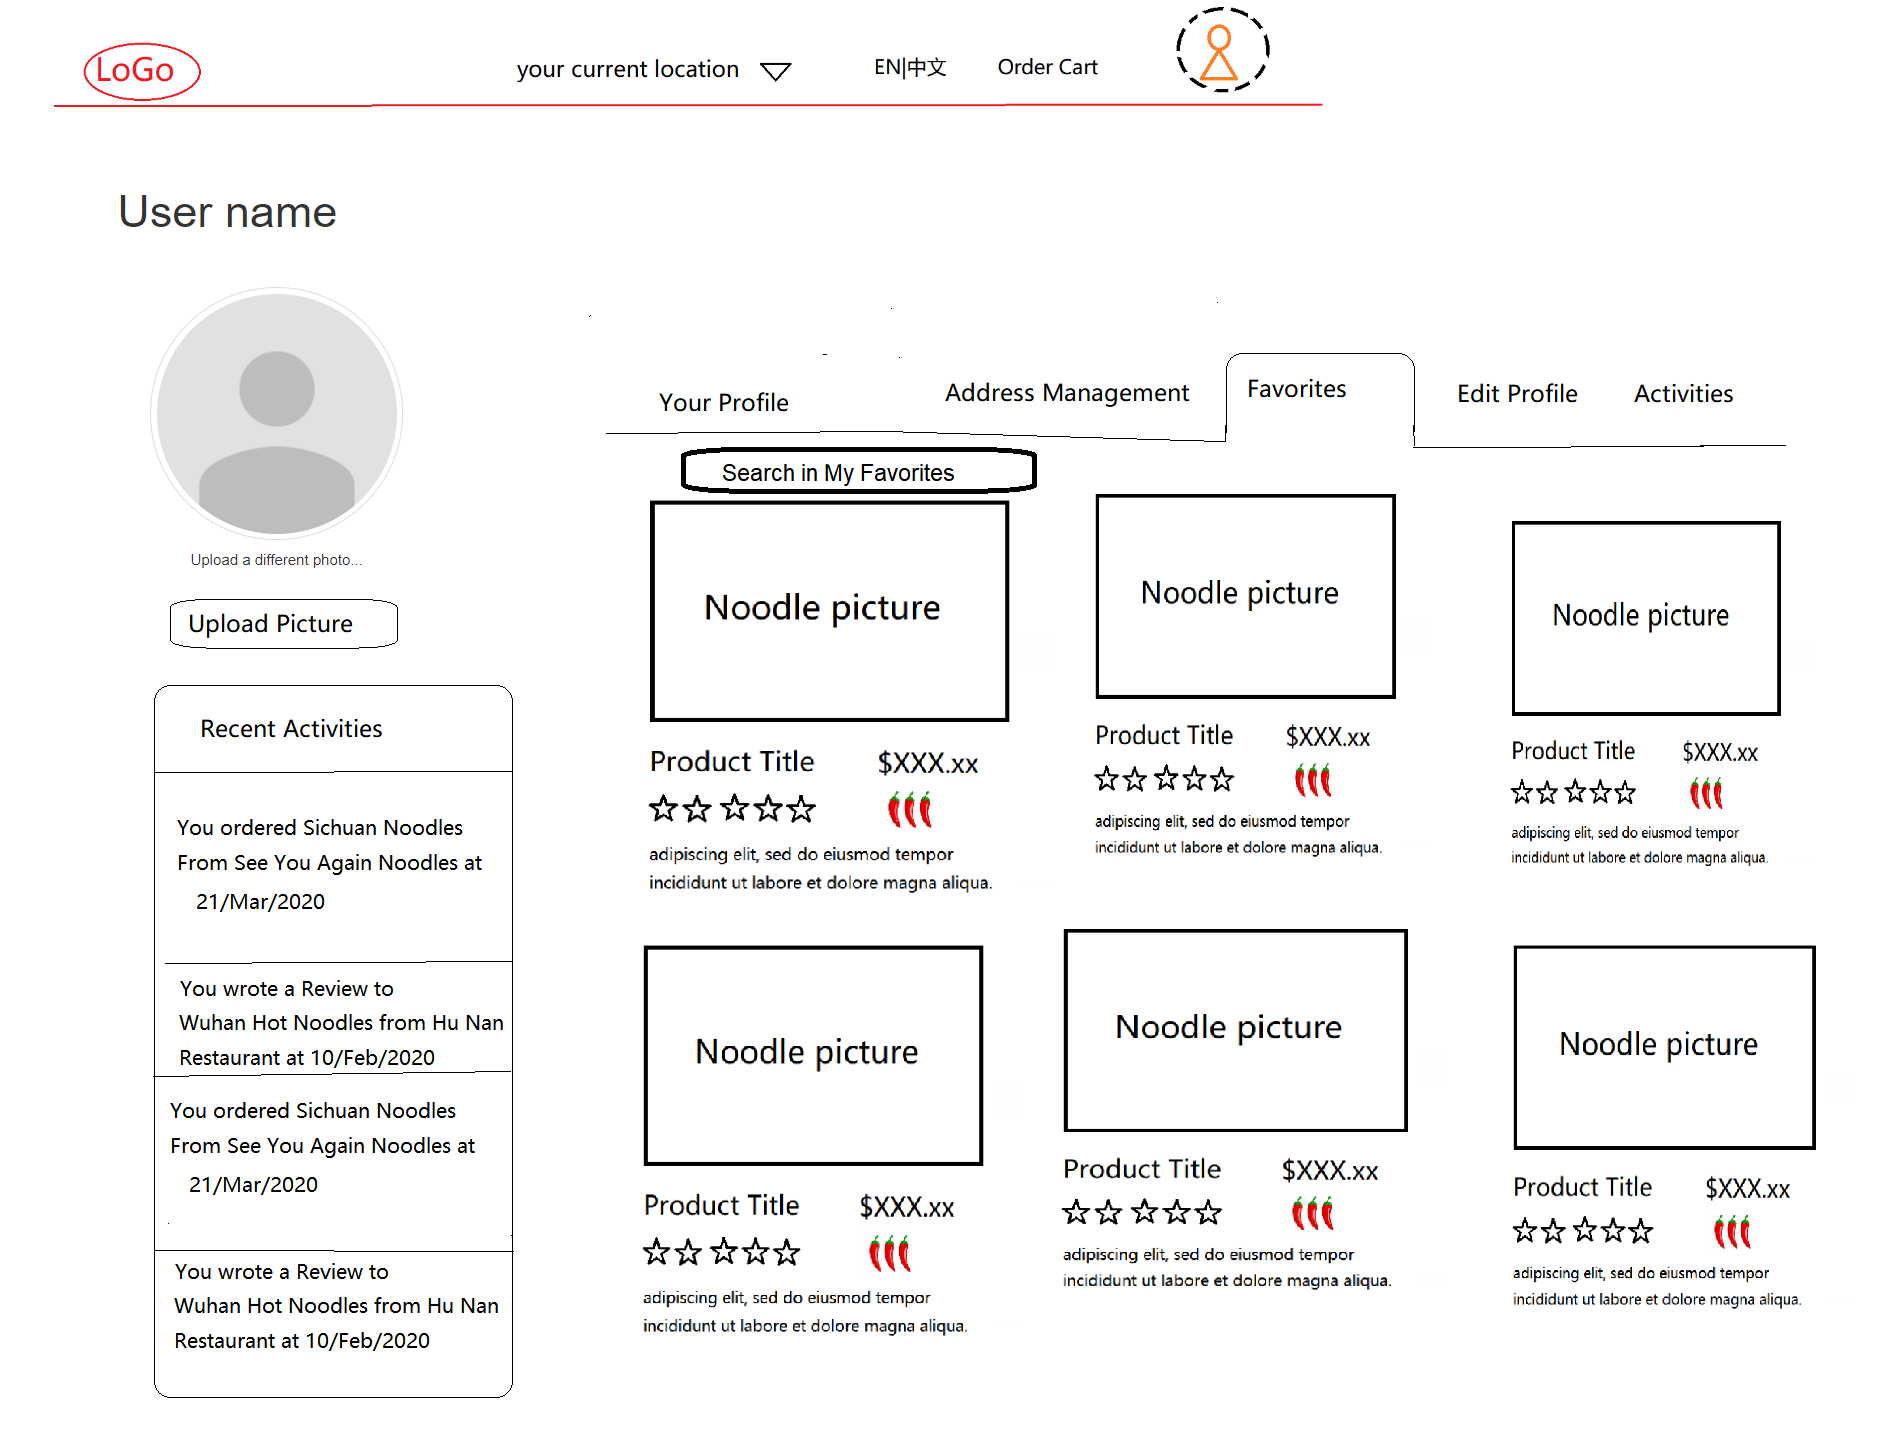 LoGo
your current location
EN|中文
Order Cart
User name
Upload a different photo...
Upload Picture
Recent Activities
You ordered Sichuan Noodles
From See You Again Noodles at
21/Mar/2020
You wrote a Review to
Wuhan Hot Noodles from Hu Nan
Restaurant at 10/Feb/2020
You ordered Sichuan Noodles
From See You Again Noodles at
21/Mar/2020
You wrote a Review to
Wuhan Hot Noodles from Hu Nan
Restaurant at 10/Feb/2020
Your Profile
Address Management
Favorites
Edit Profile
Activities
Search in My Favorites
Noodle picture
Product Title
$XXX.xx
adipiscing elit, sed do eiusmod tempor
incididunt ut labore et dolore magna aliqua.
Noodle picture
Product Title
$XXX.xx
adipiscing elit, sed do eiusmod tempor
incididunt ut labore et dolore magna aliqua.
Noodle picture
Product Title
$XXX.xx
adipiscing elit, sed do eiusmod tempor
incididunt ut labore et dolore magna aliqua.
Noodle picture
Product Title
$XXX.xx
adipiscing elit, sed do eiusmod tempor
incididunt ut labore et dolore magna aliqua.
Noodle picture
Product Title
$XXX.xx
adipiscing elit, sed do eiusmod tempor
incididunt ut labore et dolore magna aliqua.
Noodle picture
Product Title
$XXX.xx
adipiscing elit, sed do eiusmod tempor
incididunt ut labore et dolore magna aliqua.